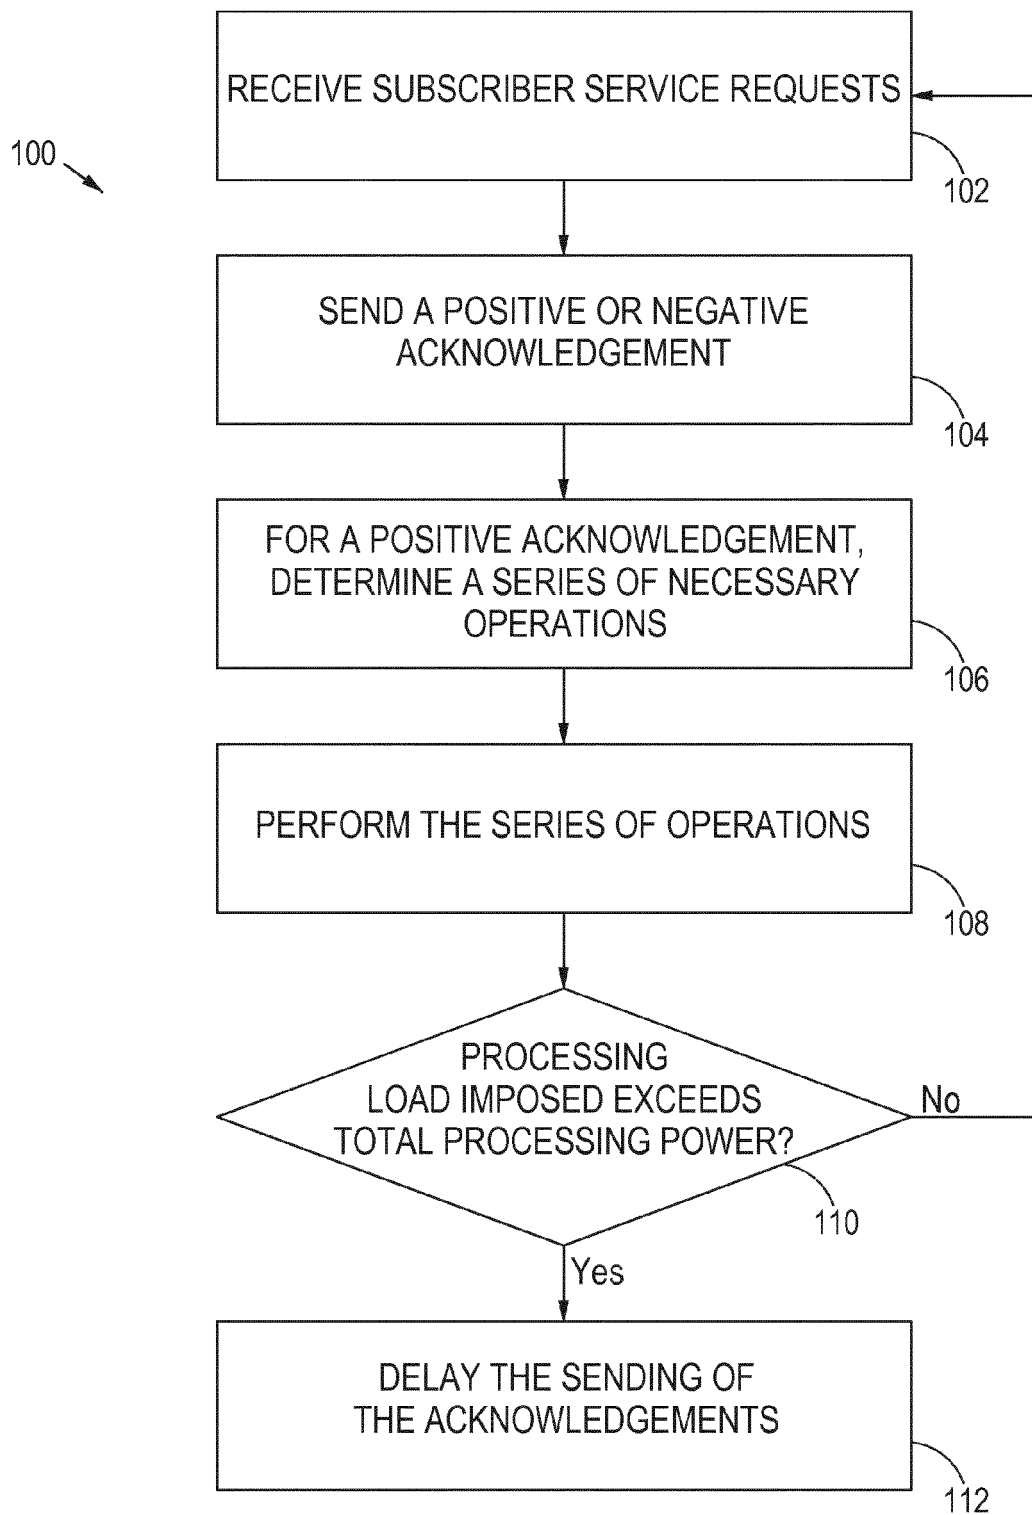 RECEIVE SUBSCRIBER SERVICE REQUESTS
100
102
SEND A POSITIVE OR NEGATIVE
ACKNOWLEDGEMENT
104
FOR A POSITIVE ACKNOWLEDGEMENT,
DETERMINE A SERIES OF NECESSARY
OPERATIONS
106
PERFORM THE SERIES OF OPERATIONS
108
PROCESSING
LOAD IMPOSED EXCEEDS
TOTAL PROCESSING POWER?
No
110
Yes
DELAY THE SENDING OF
THE ACKNOWLEDGEMENTS
112